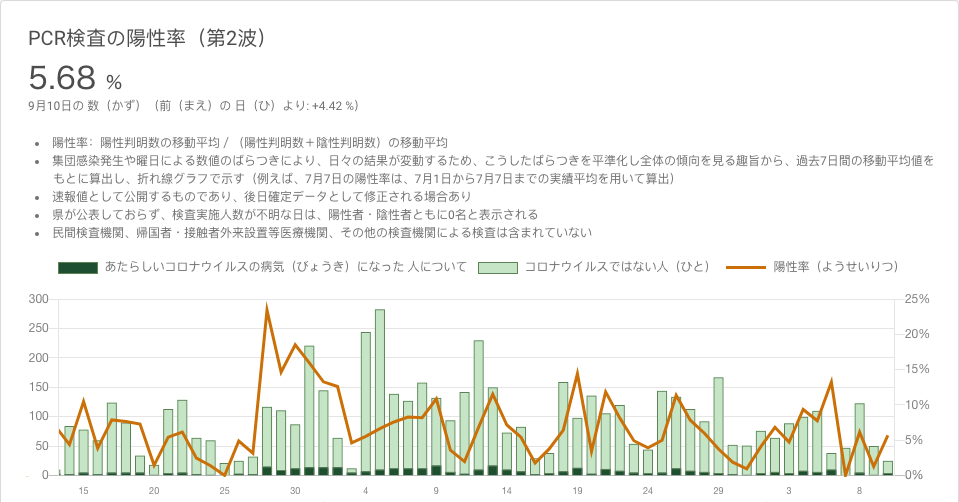 PCR検査の陽性率（第2波）
5.68 %
9月10日の 数（かず）（前（まえ）の 日（ひ）より: +4.42 %）
• 陽性率：陽性判明数の移動平均 / （陽性判明数＋陰性判明数）の移動平均
• 集団感染発生や曜日による数値のばらつきにより、日々の結果が変動するため、こうしたばらつきを平準化し全体の傾向を見る趣旨から、過去7日間の移動平均値を
もとに算出し、折れ線グラフで示す（例えば、7月7日の陽性率は、7月1日から7月7日までの実績平均を用いて算出）
• 速報値として公開するものであり、後日確定データとして修正される場合あり
• 県が公表しておらず、検査実施人数が不明な日は、陽性者・陰性者ともに0名と表示される
• 民間検査機関、帰国者・接触者外来設置等医療機関、その他の検査機関による検査は含まれていない
あたらしいコロナウイルスの病気（びょうき）になった 人について コロナウイルスではない人（ひと） 陽性率（ようせいりつ）
300 25%
250 20%
200 15%
150 10%
100 5%
50 0%
0
15 20 25 30 4 9 14 19 24 29 3 8